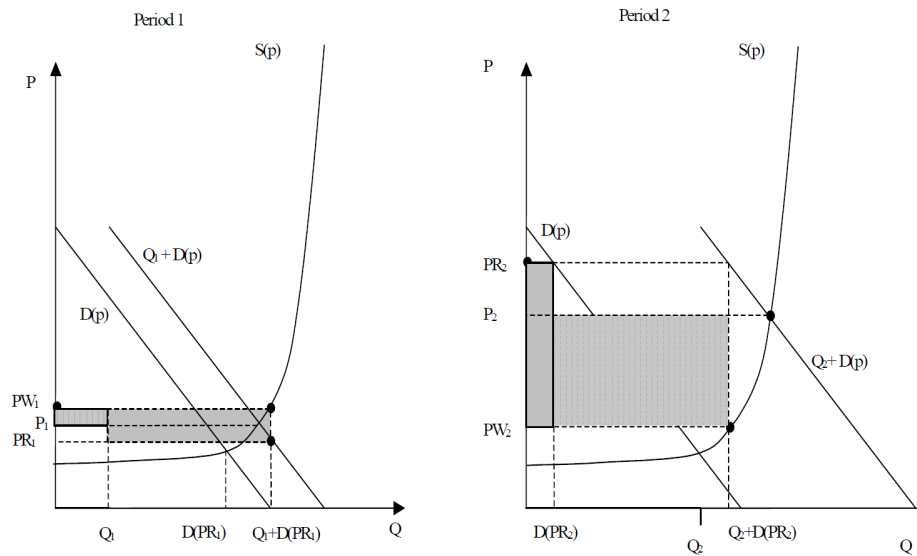 Period 1
S(p)
P
Q1 + D(p)
D(p)
PW1
P1
PR1
Q1
D(PR1)
Q1+D(PR1)
Q
Period 2
S(p)
P
D(p)
PR2
P2
Q2+ D(p)
PW2
D(PR2)
Q2
Q2+D(PR2)
Q